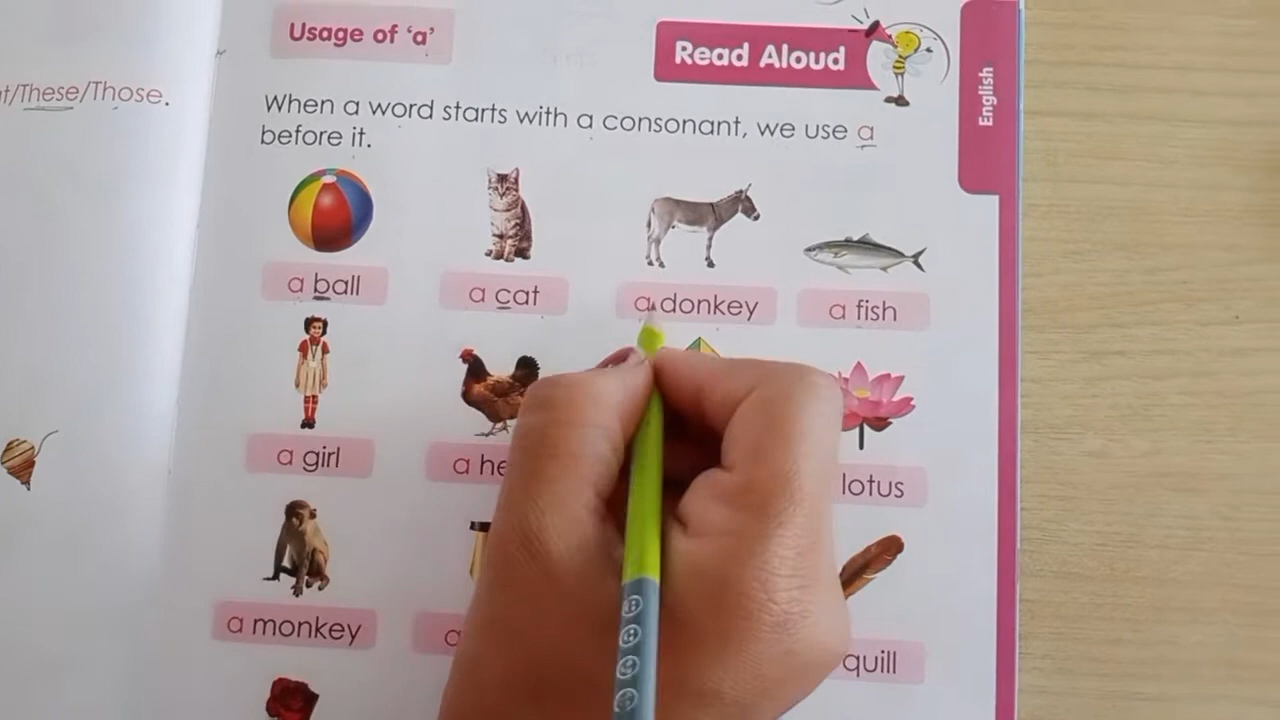 t/These/Those.
Usage of 'a'
Read Aloud
English
When a word starts with a consonant, we use a
before it.
a ball
a cat
a donkey
a fish
a girl
a he
lotus
a monkey
a
quill